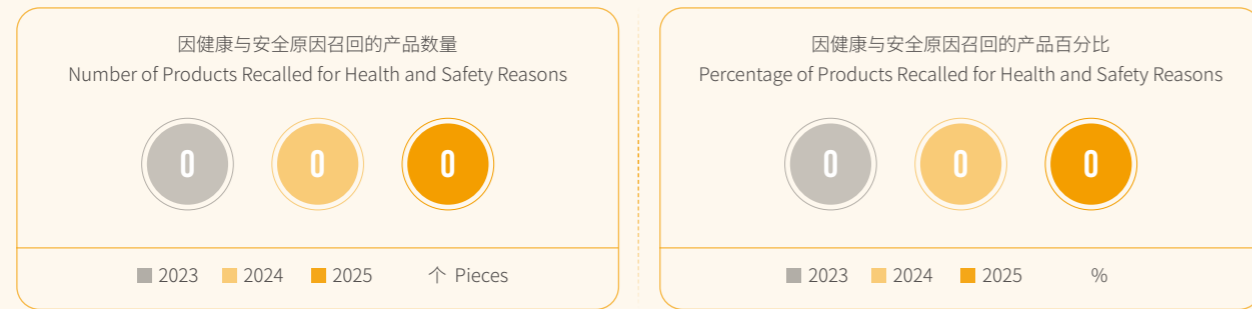 因健康与安全原因召回的产品数量
Number of Products Recalled for Health and Safety Reasons
0 0 0
2023 2024 2025 个 Pieces
因健康与安全原因召回的产品百分比
Percentage of Products Recalled for Health and Safety Reasons
0 0 0
2023 2024 2025 %